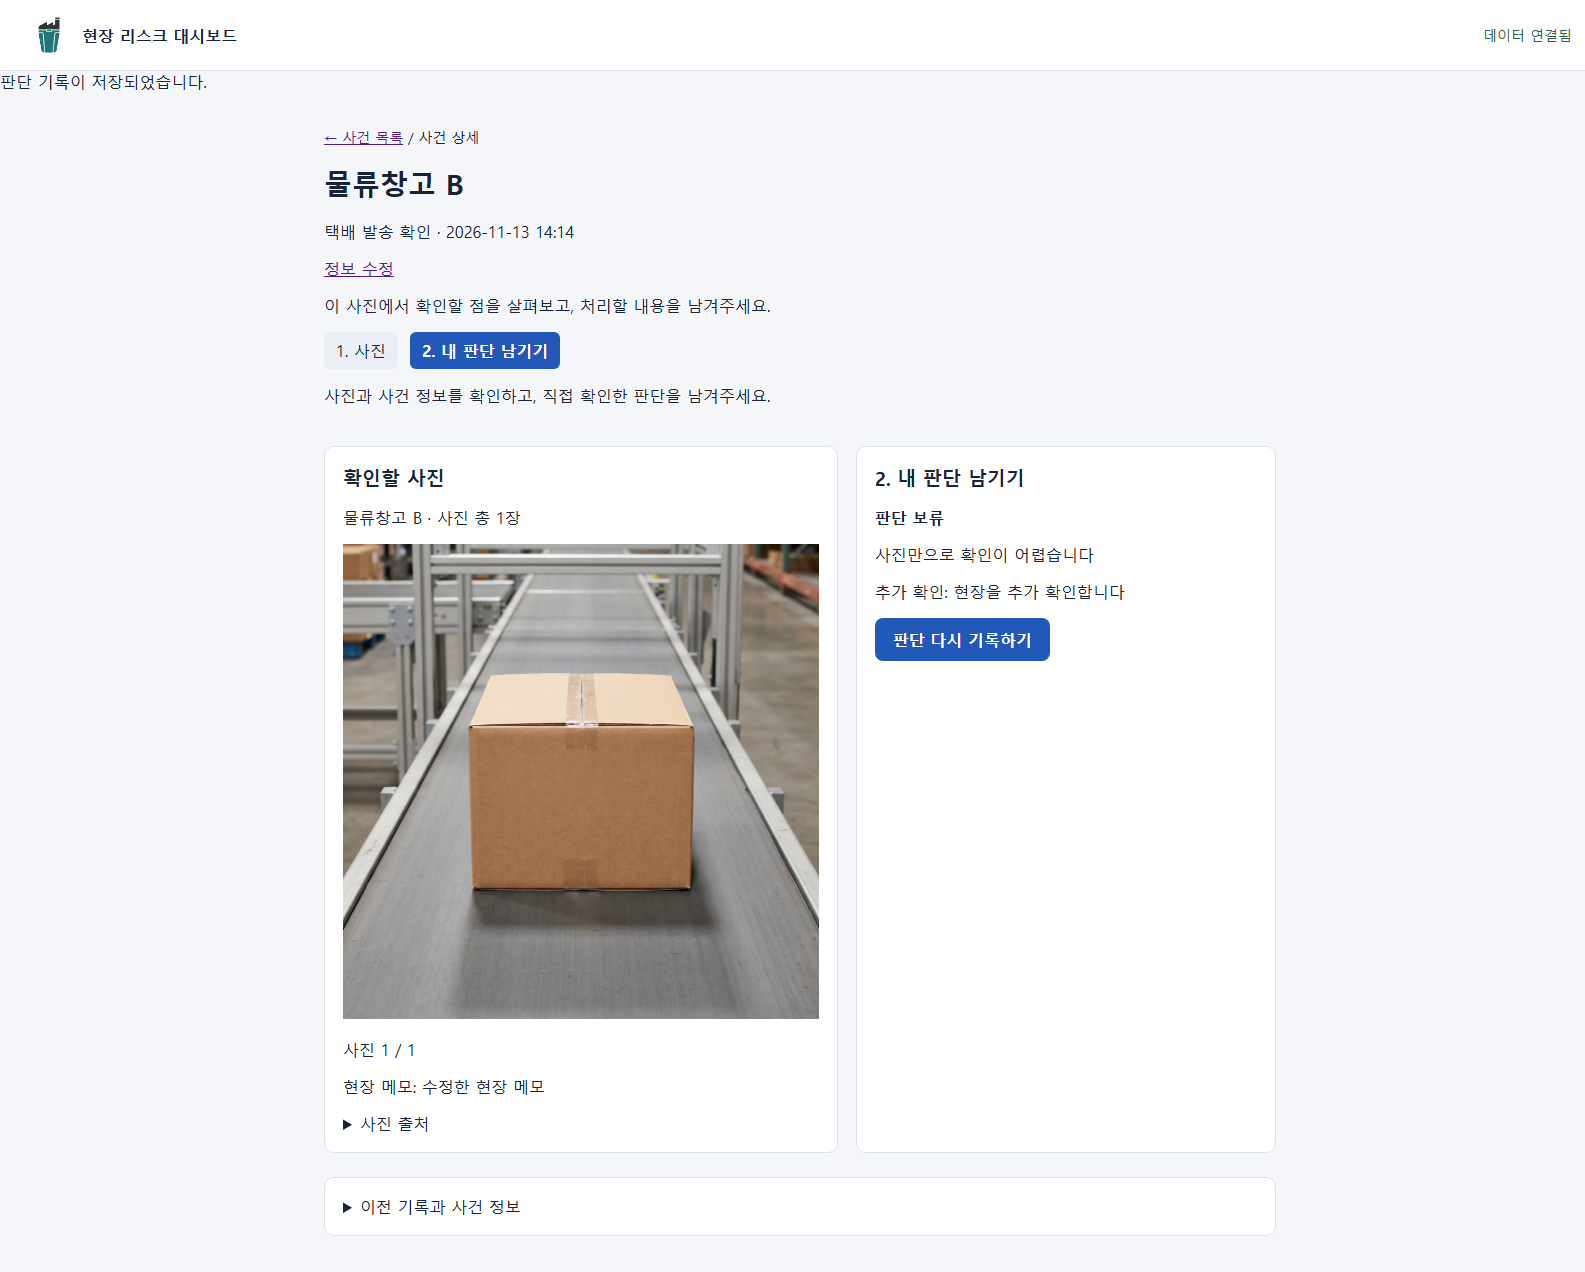 현장 리스크 대시보드
데이터 연결됨
판단 기록이 저장되었습니다.
← 사건 목록 / 사건 상세
물류창고 B
택배 발송 확인 · 2026-11-13 14:14
정보 수정
이 사진에서 확인할 점을 살펴보고, 처리할 내용을 남겨주세요.
1. 사진
2. 내 판단 남기기
사진과 사건 정보를 확인하고, 직접 확인한 판단을 남겨주세요.
확인할 사진
물류창고 B · 사진 총 1장
사진 1 / 1
현장 메모: 수정한 현장 메모
▶ 사진 출처
2. 내 판단 남기기
판단 보류
사진만으로 확인이 어렵습니다
추가 확인: 현장을 추가 확인합니다
판단 다시 기록하기
▶ 이전 기록과 사건 정보